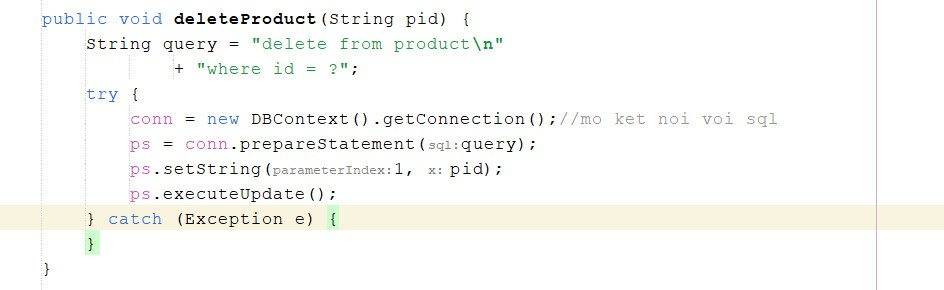 public void deleteProduct(String pid) {
    String query = "delete from product\n"
            + "where id = ?";
    try {
        conn = new DBContext().getConnection();//mo ket noi voi sql
        ps = conn.prepareStatement(sql:query);
        ps.setString(parameterIndex:1, x: pid);
        ps.executeUpdate();
    } catch (Exception e) {
    }
}